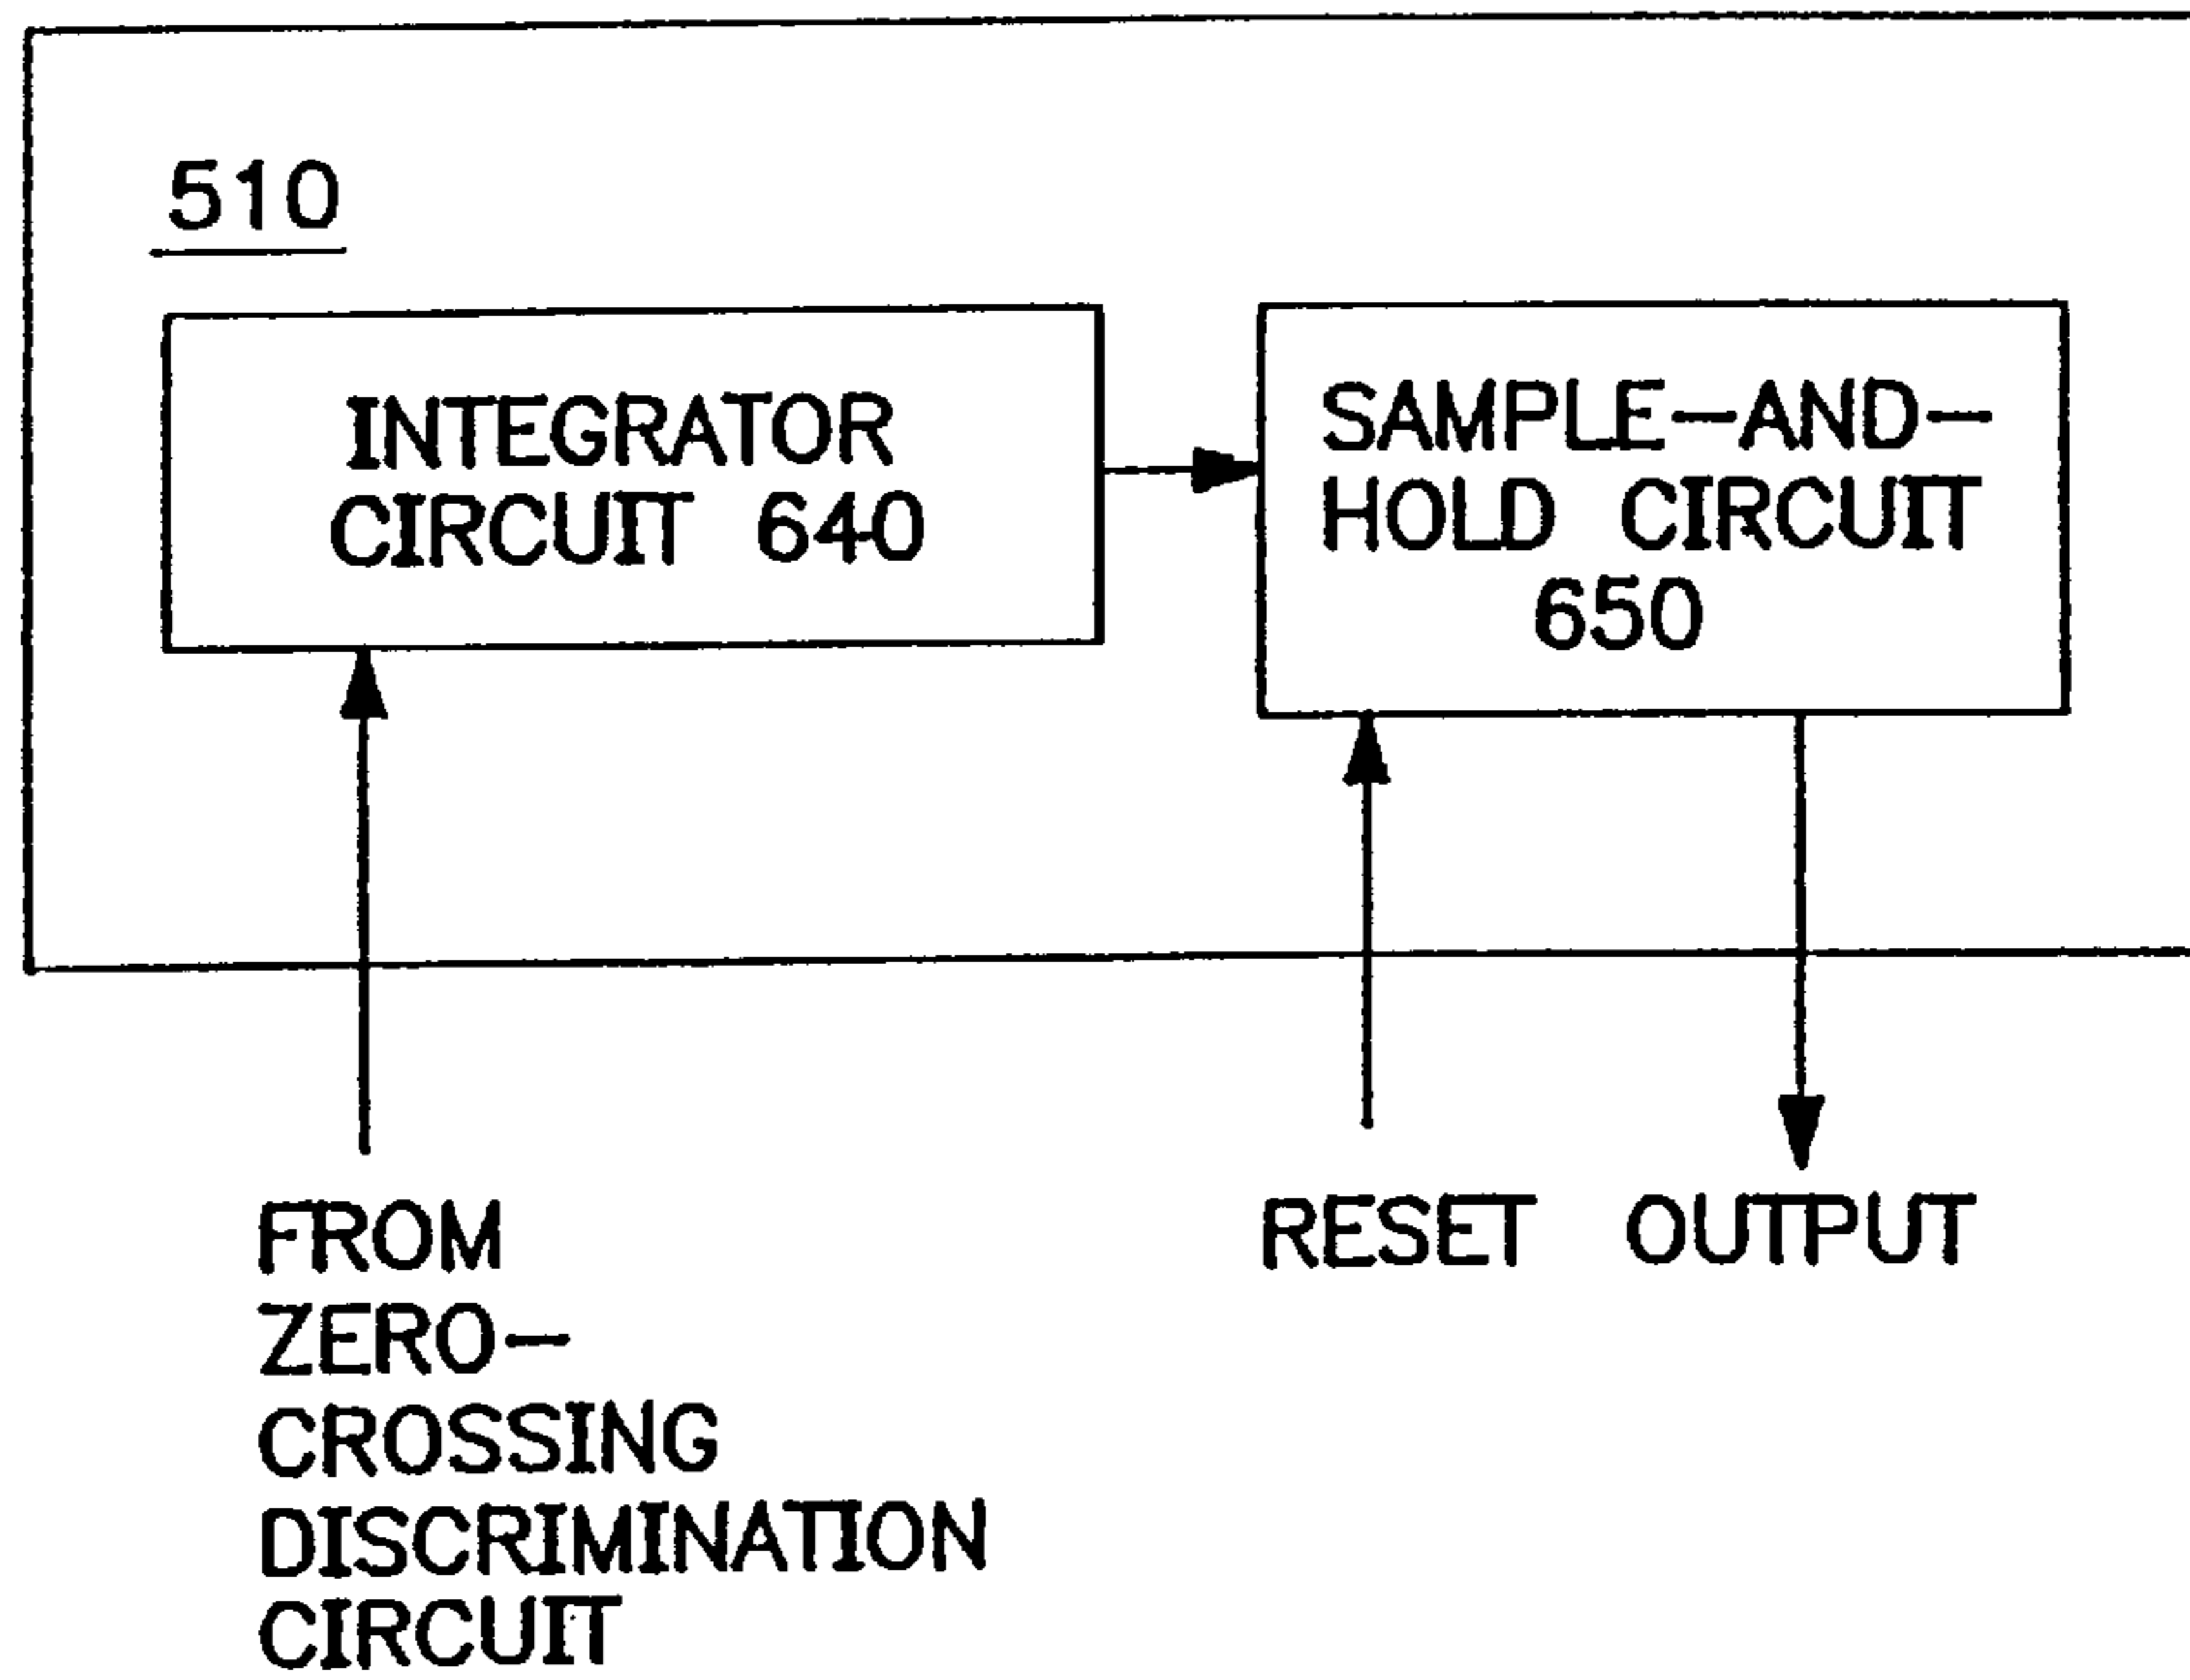 510
INTEGRATOR
CIRCUIT 640
SAMPLE-AND-
HOLD CIRCUIT
650
FROM
ZERO-
CROSSING
DISCRIMINATION
CIRCUIT
RESET
OUTPUT